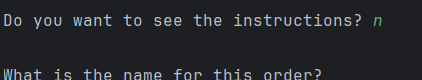 Do you want to see the instructions? n
What is the name for this order?